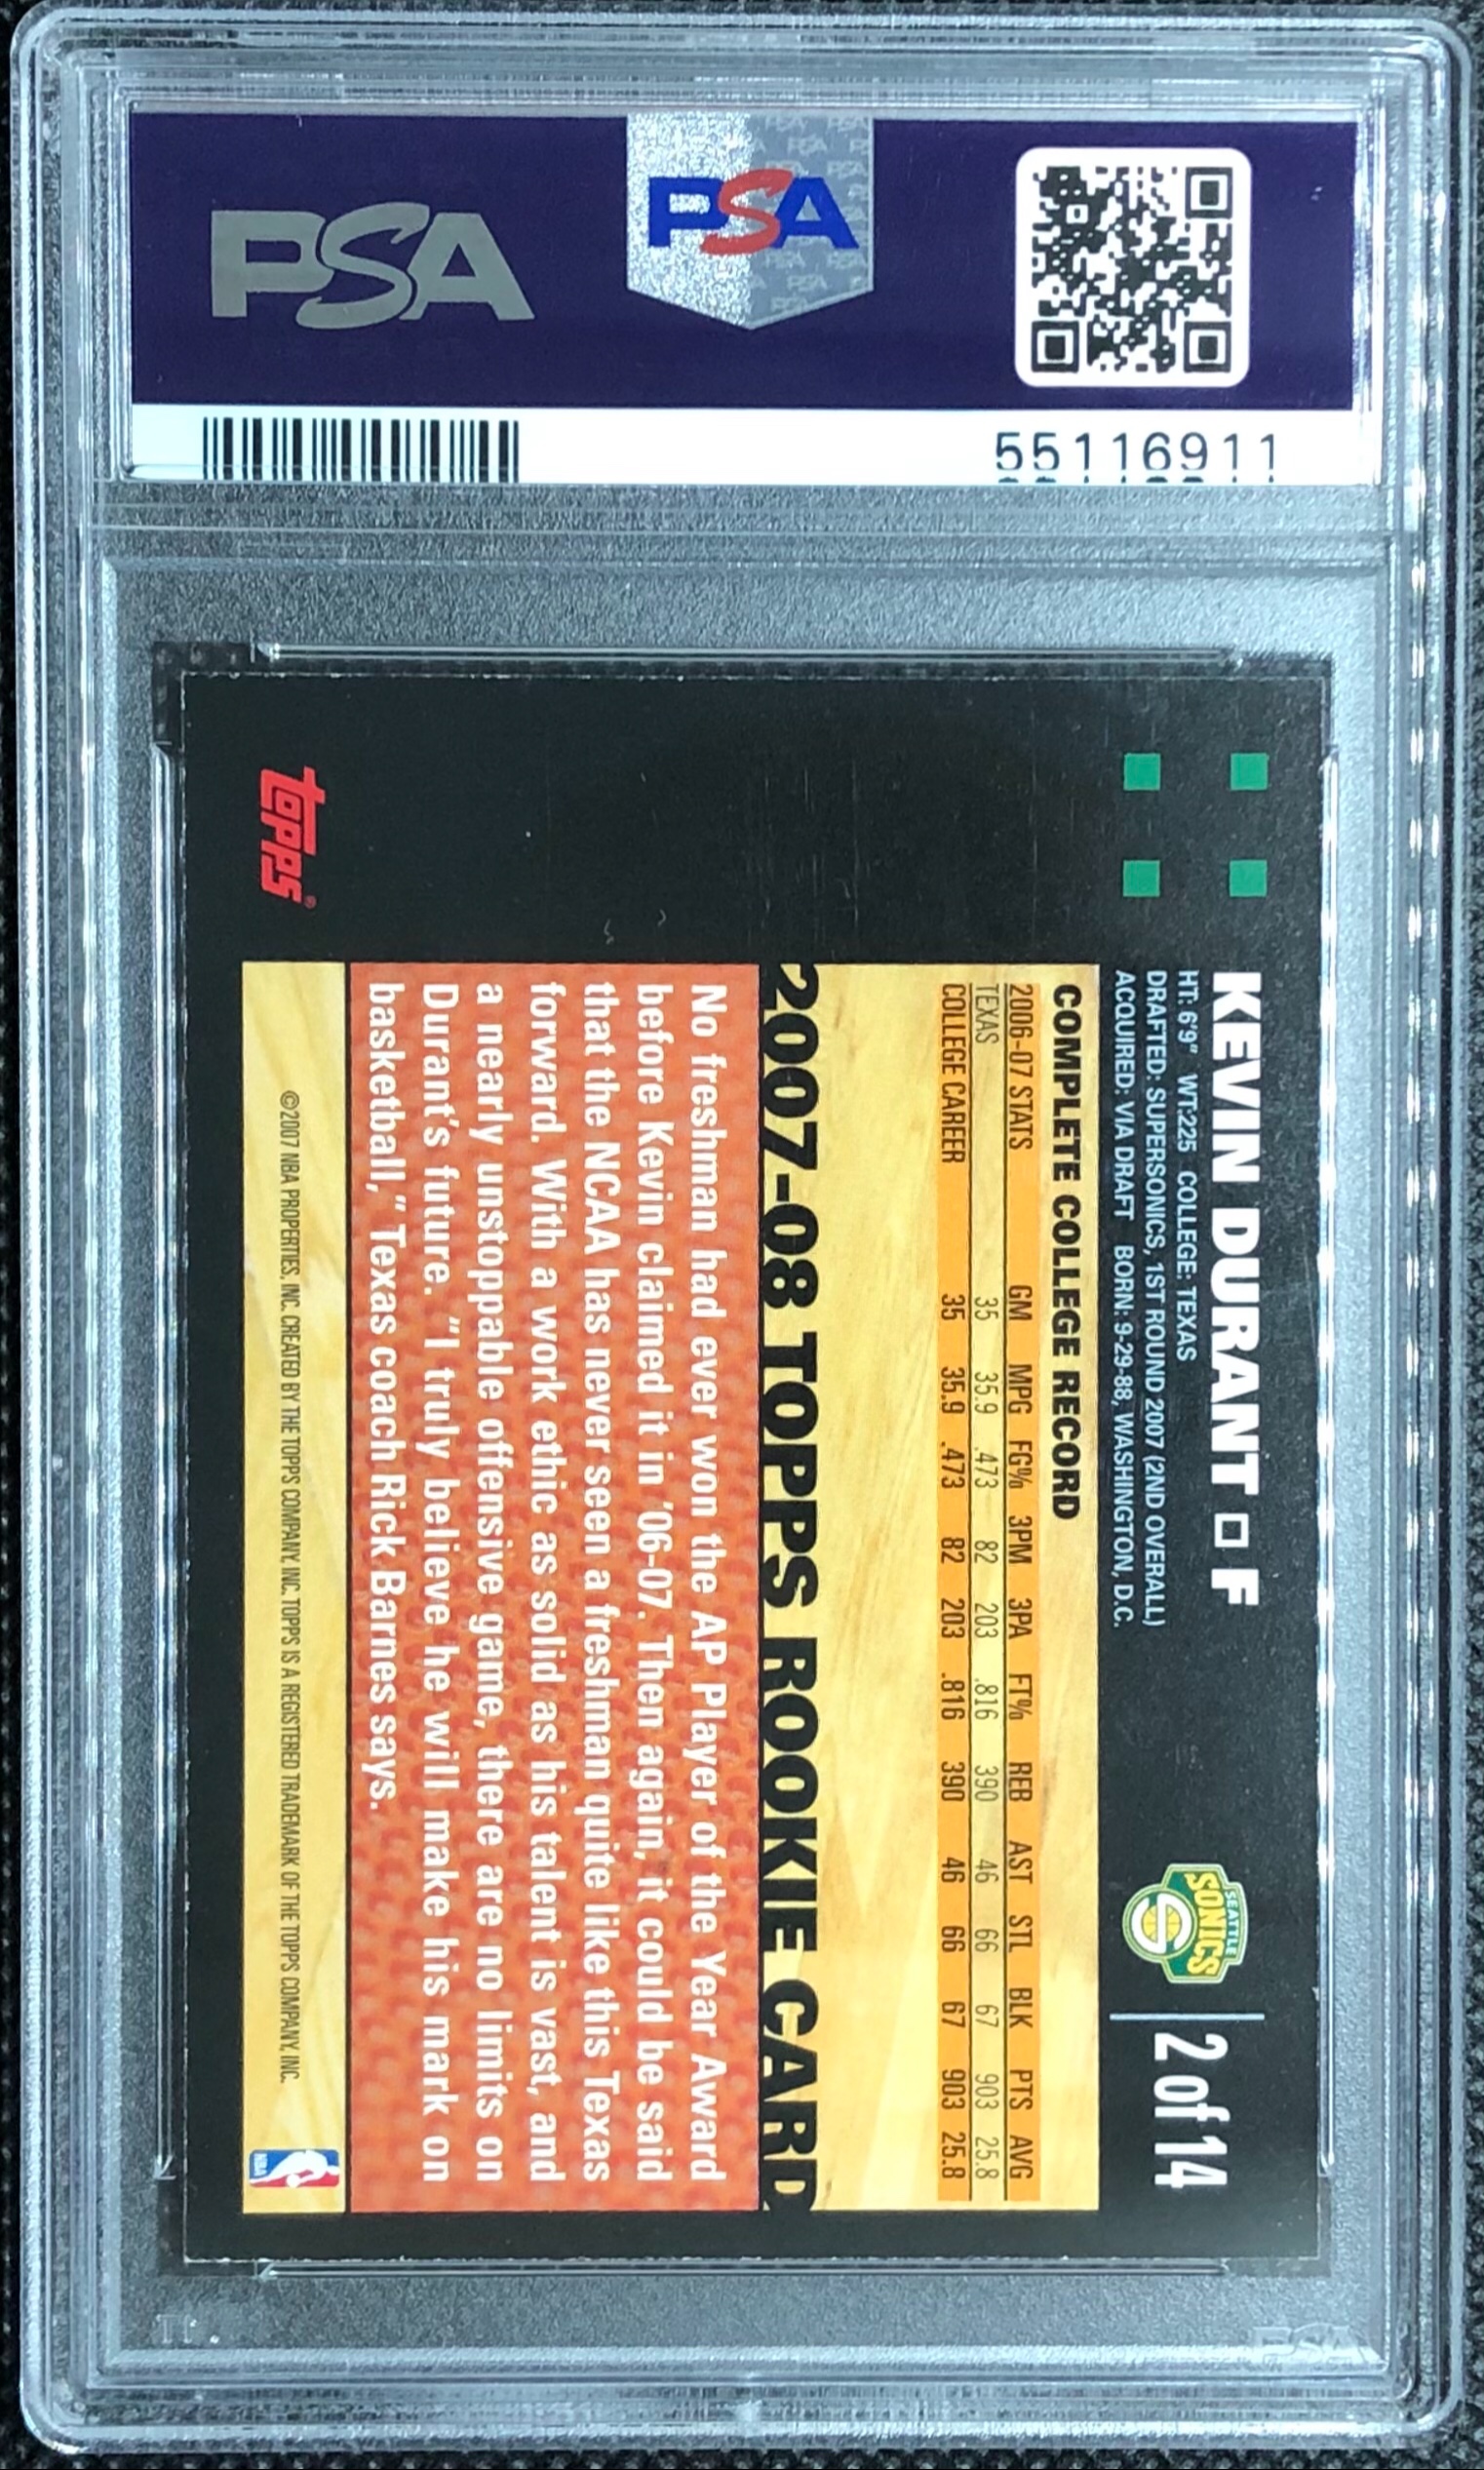 PSA
PSA
55116911
KEVIN DURANT □ F
HT: 6'9" WT:225 COLLEGE: TEXAS
DRAFTED: SUPERSONICS, 1ST ROUND 2007 (2ND OVERALL)
ACQUIRED: VIA DRAFT BORN: 9-29-88, WASHINGTON, D.C.
SEATTLE
SONICS
2 of 14
COMPLETE COLLEGE RECORD
2006-07 STATS GM MPG FG% 3PM 3PA FT% REB AST STL BLK PTS AVG
TEXAS 35 35.9 .473 82 203 .816 390 46 66 67 903 25.8
COLLEGE CAREER 35 35.9 .473 82 203 .816 390 46 66 67 903 25.8
2007-08 TOPPS ROOKIE CARD
No freshman had ever won the AP Player of the Year Award
before Kevin claimed it in '06-07. Then again, it could be said
that the NCAA has never seen a freshman quite like this Texas
forward. With a work ethic as solid as his talent is vast, and
a nearly unstoppable offensive game, there are no limits on
Durant's future. "I truly believe he will make his mark on
basketball," Texas coach Rick Barnes says.
©2007 NBA PROPERTIES, INC. CREATED BY THE TOPPS COMPANY, INC. TOPPS IS A REGISTERED TRADEMARK OF THE TOPPS COMPANY, INC.
topps®
NBA
PSA